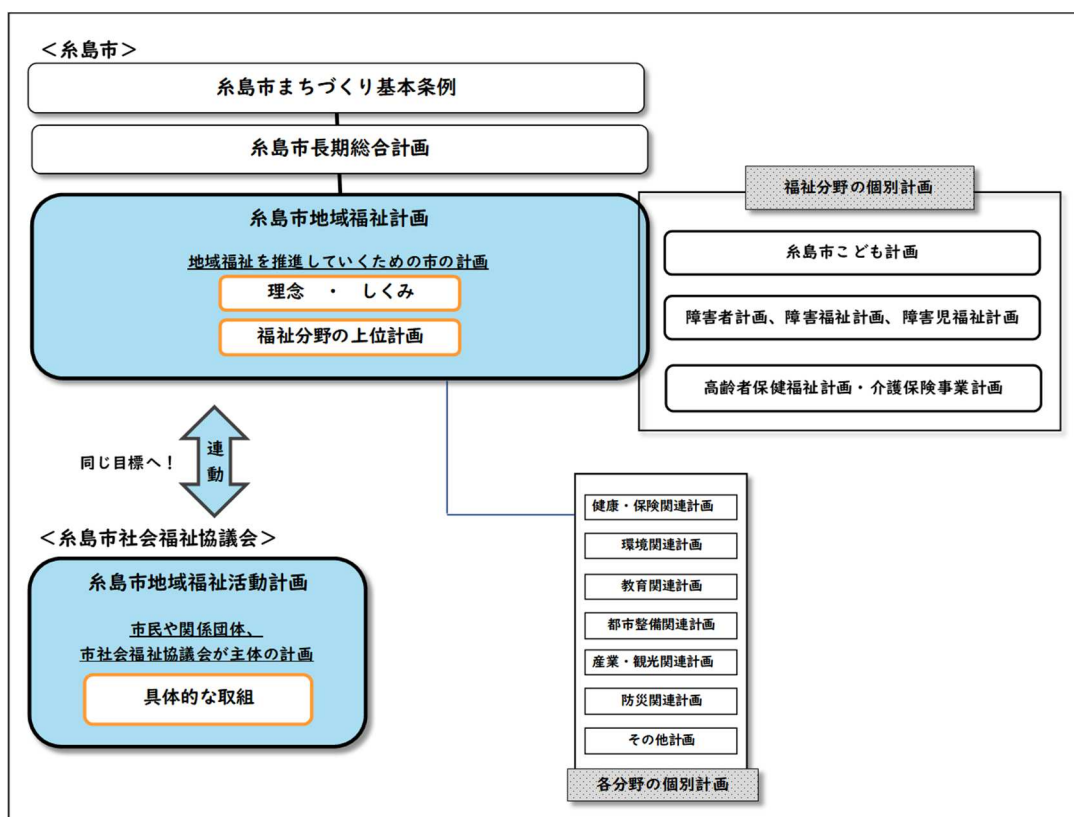 ＜糸島市＞
糸島市まちづくり基本条例
糸島市長期総合計画
糸島市地域福祉計画
地域福祉を推進していくための市の計画
理念　・　しくみ
福祉分野の上位計画
福祉分野の個別計画
糸島市こども計画
障害者計画、障害福祉計画、障害児福祉計画
高齢者保健福祉計画・介護保険事業計画
同じ目標へ！
連動
＜糸島市社会福祉協議会＞
糸島市地域福祉活動計画
市民や関係団体、
市社会福祉協議会が主体の計画
具体的な取組
健康・保険関連計画
環境関連計画
教育関連計画
都市整備関連計画
産業・観光関連計画
防災関連計画
その他計画
各分野の個別計画